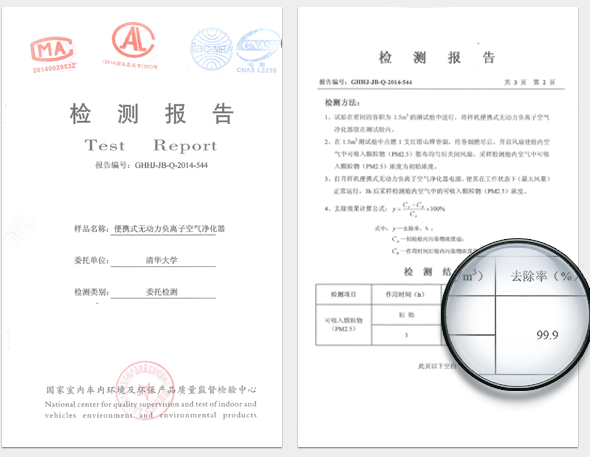 MA
2014002053Z
AL
ILAC-MRA
CNAS
检测
CNAS L3238
检 测 报 告
Test Report
报告编号：GHHJ-JB-Q-2014-544
样品名称：便携式无动力负离子空气净化器
委托单位： 清华大学
检测类别： 委托检测
国家室内车内环境及环保产品质量监督检验中心
National center for quality supervision and test of indoor and
vehicles environment and environmental products
检 测 报 告
报告编号：GHHJ-JB-Q-2014-544 共 3 页 第 2 页
检测方法：
1、试验在密闭的容积为 1.5m³的测试舱中进行，将样机便携式无动力负离子空气
净化器放在测试舱内。
2、在 1.5m³测试舱中点燃 1 支红塔山牌香烟，待香烟燃尽后，开启风扇使舱内空
气中可吸入颗粒物（PM2.5）散布均匀后关闭风扇。采样检测舱内空气中可吸
入颗粒物（PM2.5）浓度为初始浓度。
3、打开样机便携式无动力负离子空气净化器电源，使其在工作状态下（最大风量）
正常运行，3h 后采样检测舱内空气中的可吸入颗粒物（PM2.5）浓度。
4、去除效果计算公式：
式中：y—去除率，%；
—初始舱内污染物浓度值；
—作用时间后舱内污染物浓度
检 测 结
检测项目 作用时间（h） m³） 去除率（%
可吸入颗粒物
（PM2.5）
初 始
3
99.9
此页以下空白